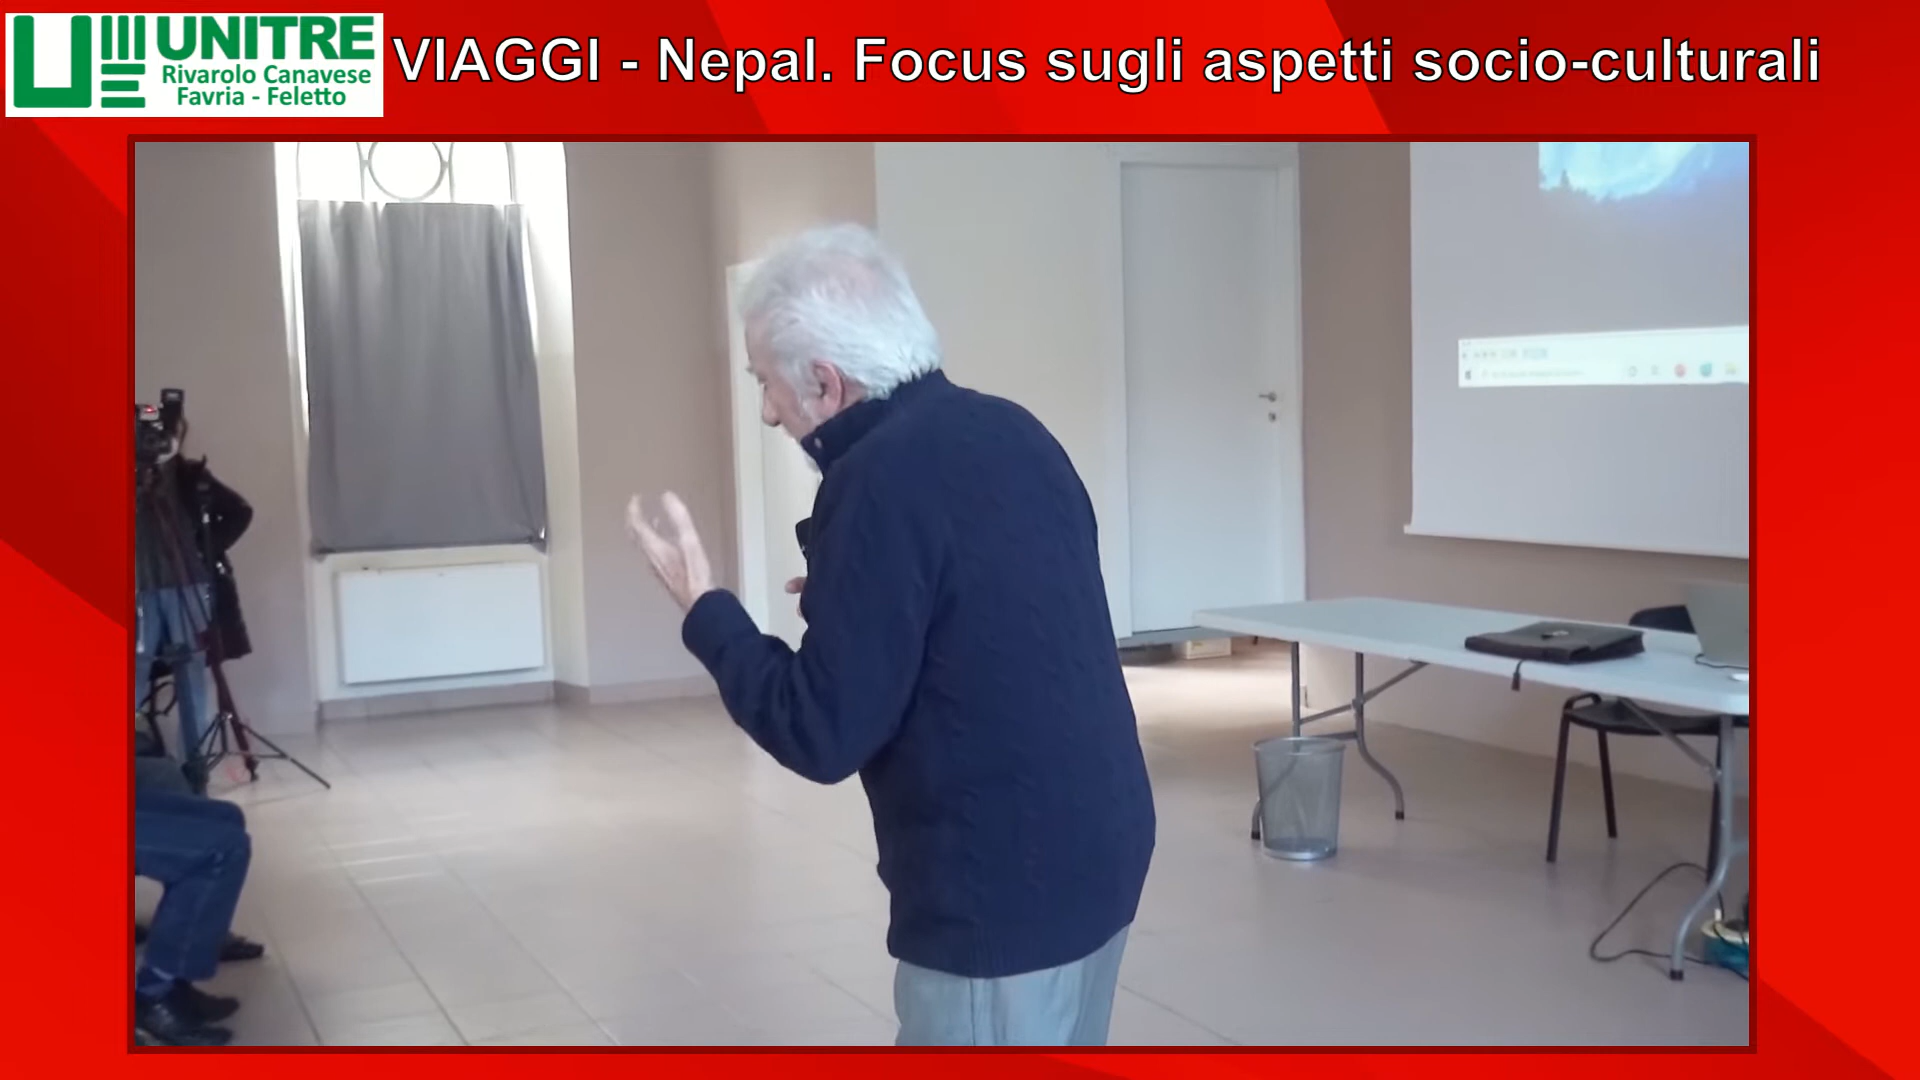 UNITRE
Rivarolo Canavese
Favria - Feletto
VIAGGI - Nepal. Focus sugli aspetti socio-culturali